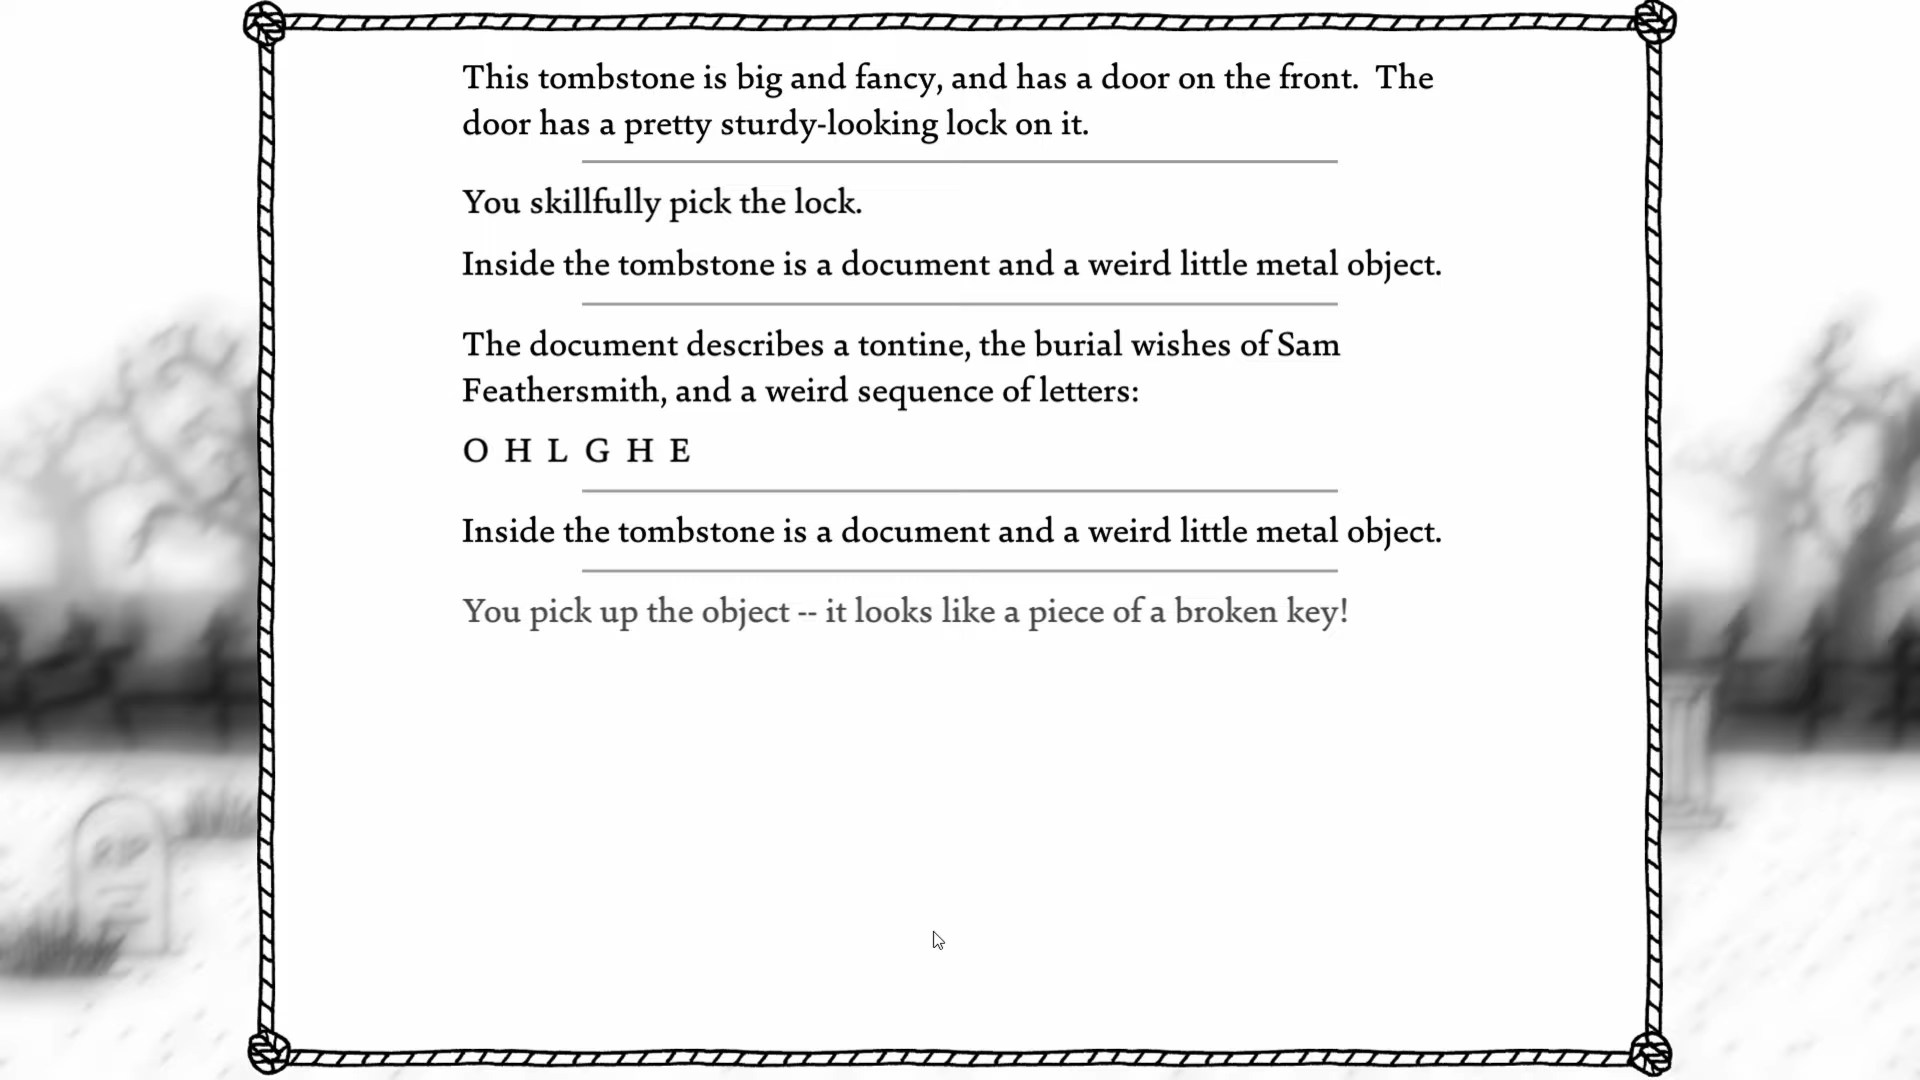 This tombstone is big and fancy, and has a door on the front.  The
door has a pretty sturdy-looking lock on it.
You skillfully pick the lock.
Inside the tombstone is a document and a weird little metal object.
The document describes a tontine, the burial wishes of Sam
Feathersmith, and a weird sequence of letters:
O H L G H E
Inside the tombstone is a document and a weird little metal object.
You pick up the object -- it looks like a piece of a broken key!
RIP